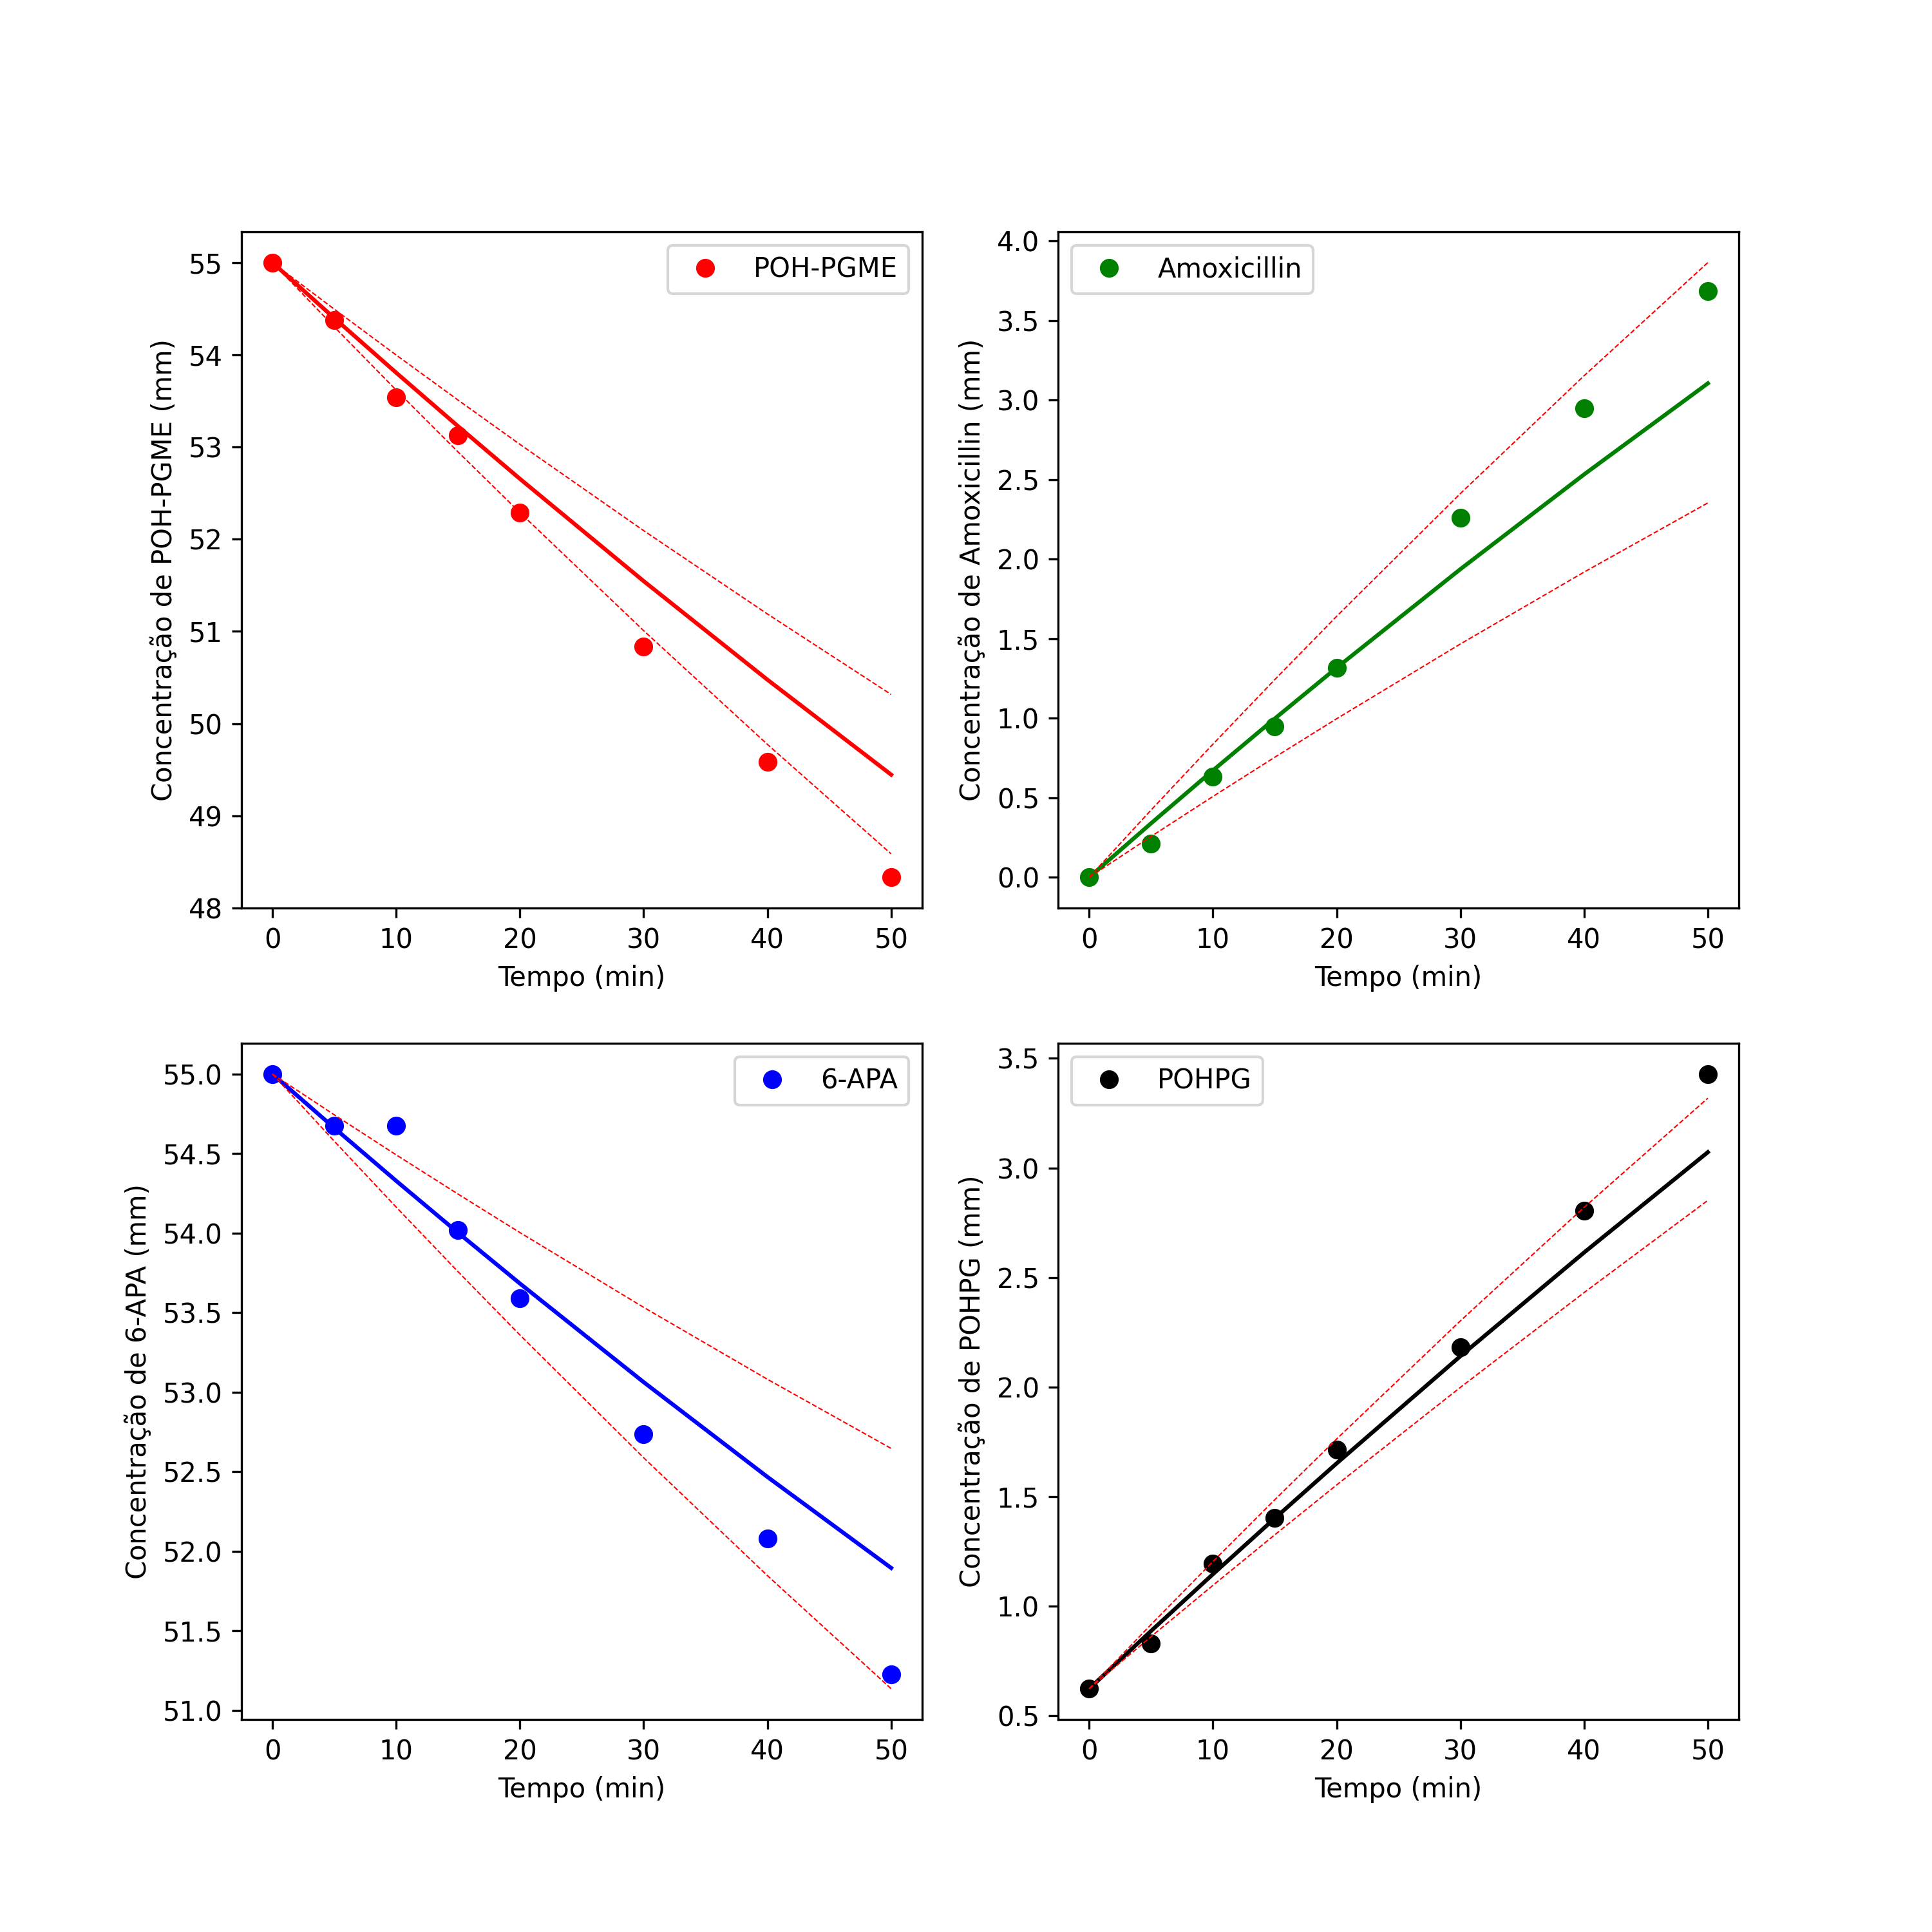 POH-PGME
Concentração de POH-PGME (mm)
55
54
53
52
51
50
49
48
0 10 20 30 40 50
Tempo (min)
Amoxicillin
Concentração de Amoxicillin (mm)
4.0
3.5
3.0
2.5
2.0
1.5
1.0
0.5
0.0
0 10 20 30 40 50
Tempo (min)
6-APA
Concentração de 6-APA (mm)
55.0
54.5
54.0
53.5
53.0
52.5
52.0
51.5
51.0
0 10 20 30 40 50
Tempo (min)
POHPG
Concentração de POHPG (mm)
3.5
3.0
2.5
2.0
1.5
1.0
0.5
0 10 20 30 40 50
Tempo (min)